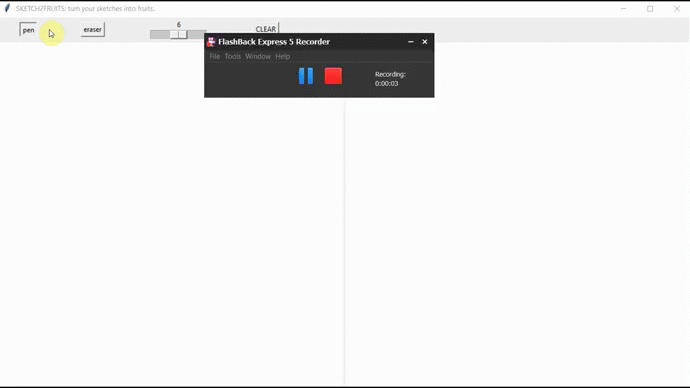 SKETCH2FRUITS: turn your sketches into fruits.
pen
eraser
6
CLEAR
FlashBack Express 5 Recorder
File Tools Window Help
Recording:
0:00:03